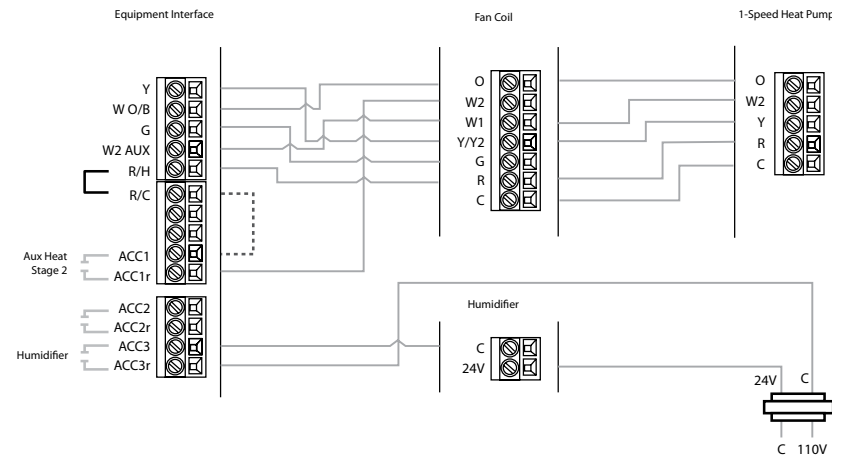 Equipment Interface
Fan Coil
1-Speed Heat Pump
Y
W O/B
G
W2 AUX
R/H
R/C
ACC1
ACC1r
Aux Heat
Stage 2
ACC2
ACC2r
ACC3
ACC3r
Humidifier
O
W2
W1
Y/Y2
G
R
C
O
W2
Y
R
C
Humidifier
C
24V
24V
C
C
110V